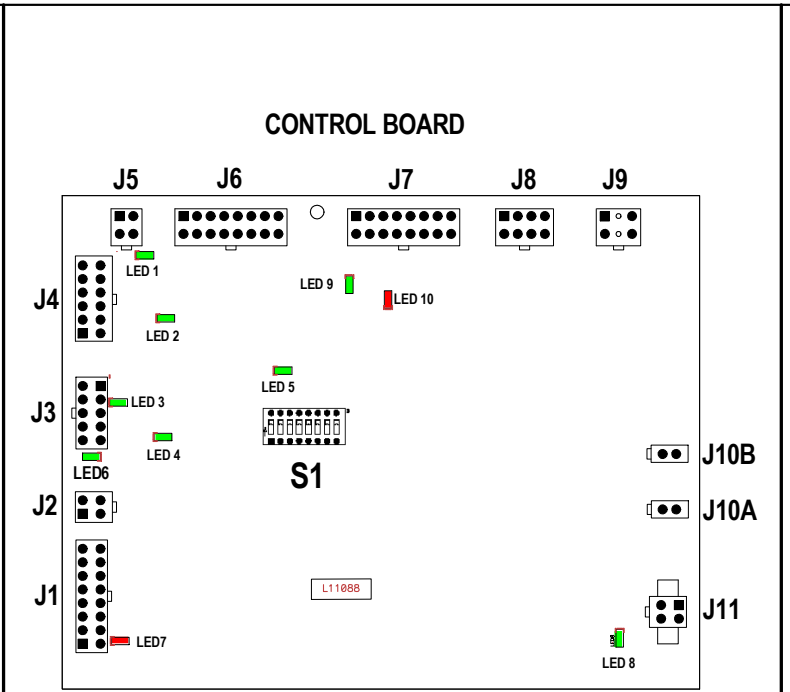 CONTROL BOARD
J5 J6 J7 J8 J9
LED 1
LED 9
J4
LED 10
LED 2
LED 5
J3
LED 3
LED 4
S1
LED6
J10B
J2
J10A
L11088
J1
J11
LED7
LED 8